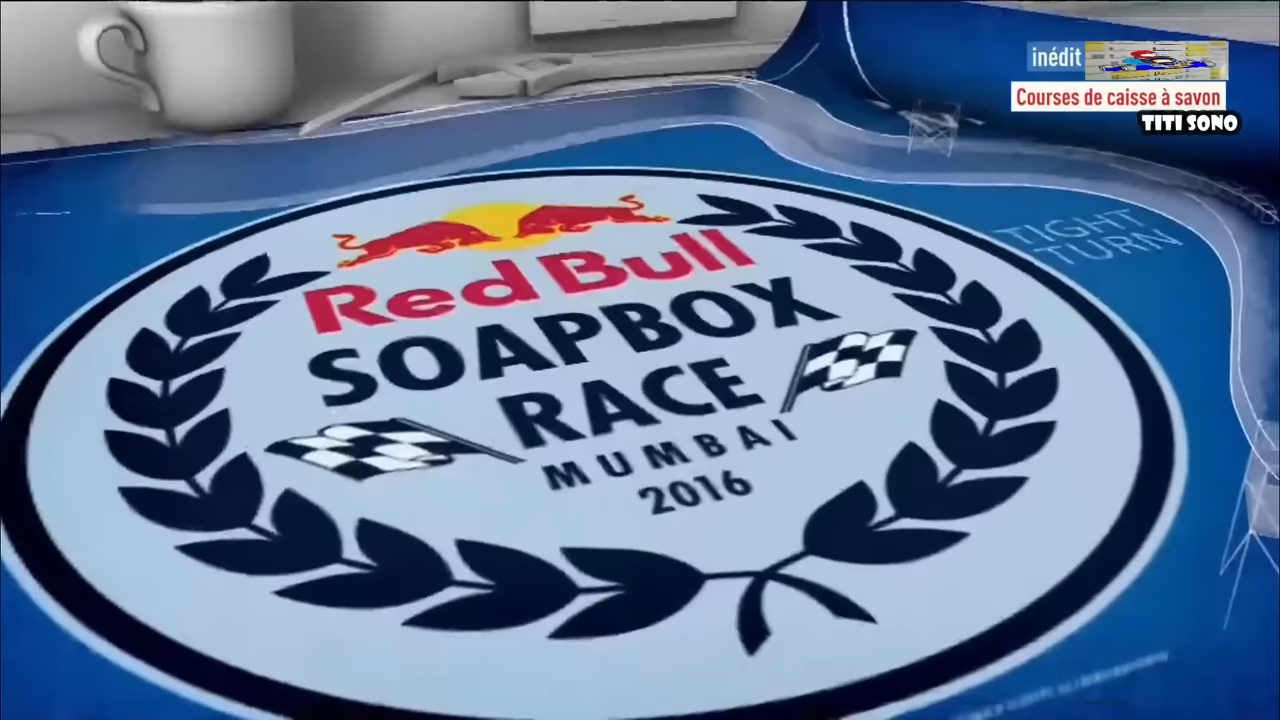 inédit
Courses de caisse à savon
TITI SONO
Red Bull
SOAPBOX
RACE
MUMBAI
2016
TIGHT
TURN